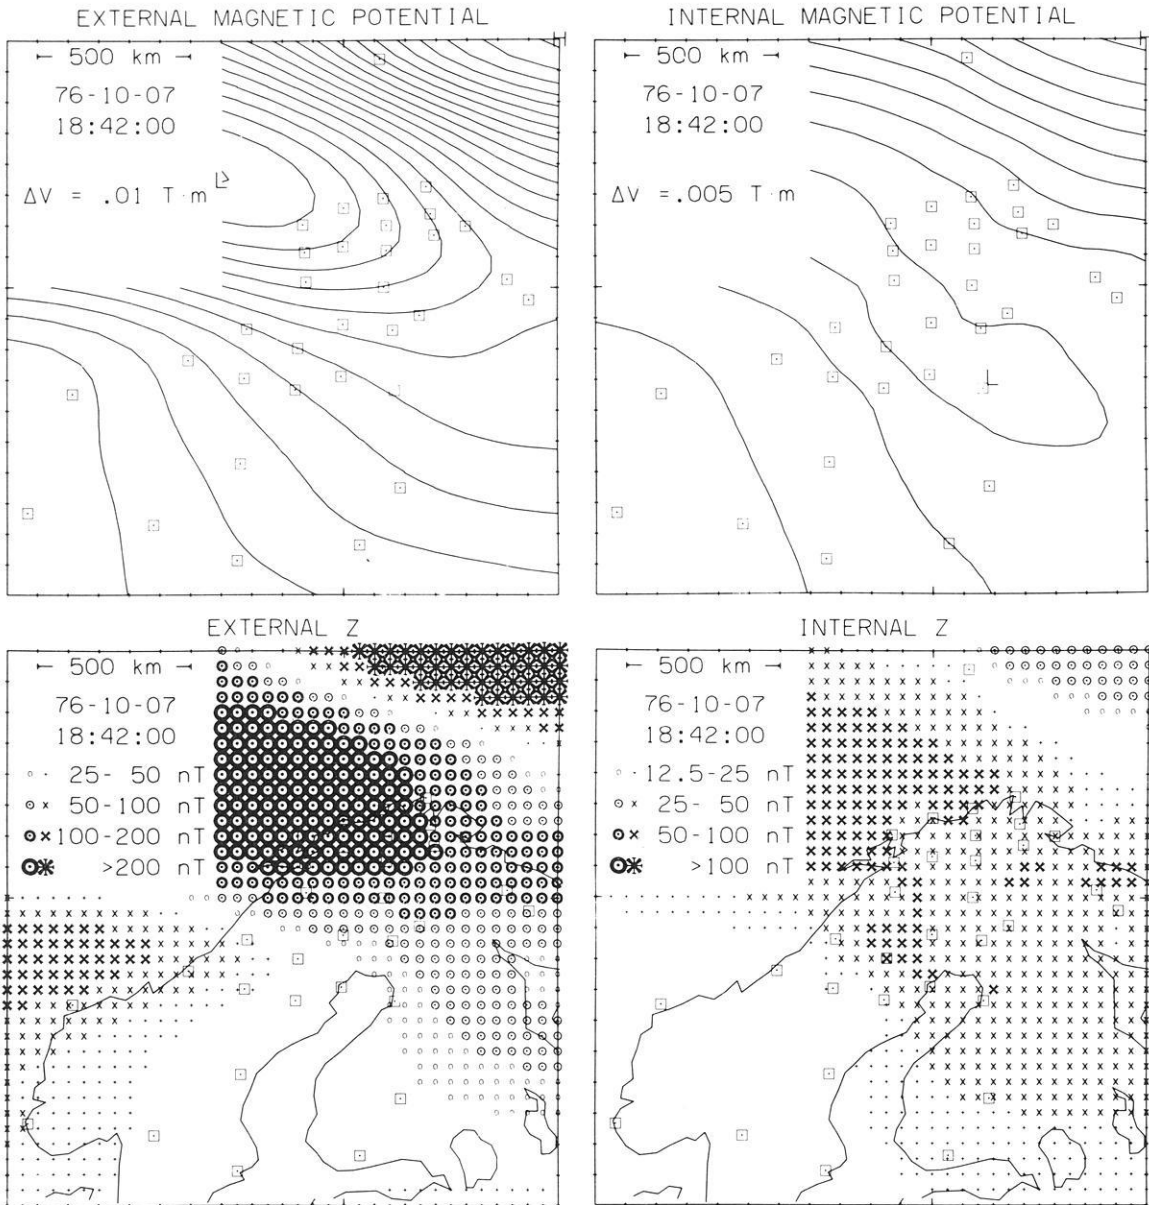 EXTERNAL MAGNETIC POTENTIAL
500 km
76-10-07
18:42:00
ΔV = .01 T·m
L
INTERNAL MAGNETIC POTENTIAL
500 km
76-10-07
18:42:00
ΔV = .005 T·m
L
EXTERNAL Z
500 km
76-10-07
18:42:00
25- 50 nT
50-100 nT
100-200 nT
>200 nT
INTERNAL Z
500 km
76-10-07
18:42:00
12.5-25 nT
25- 50 nT
50-100 nT
>100 nT